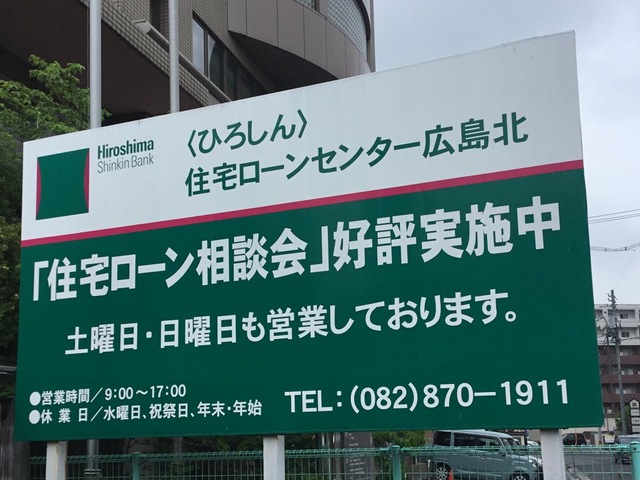 Hiroshima
Shinkin Bank
〈ひろしん〉
住宅ローンセンター広島北
「住宅ローン相談会」好評実施中
土曜日・日曜日も営業しております。
●営業時間／9:00～17:00
●休業日／水曜日、祝祭日、年末・年始
TEL:(082)870-1911